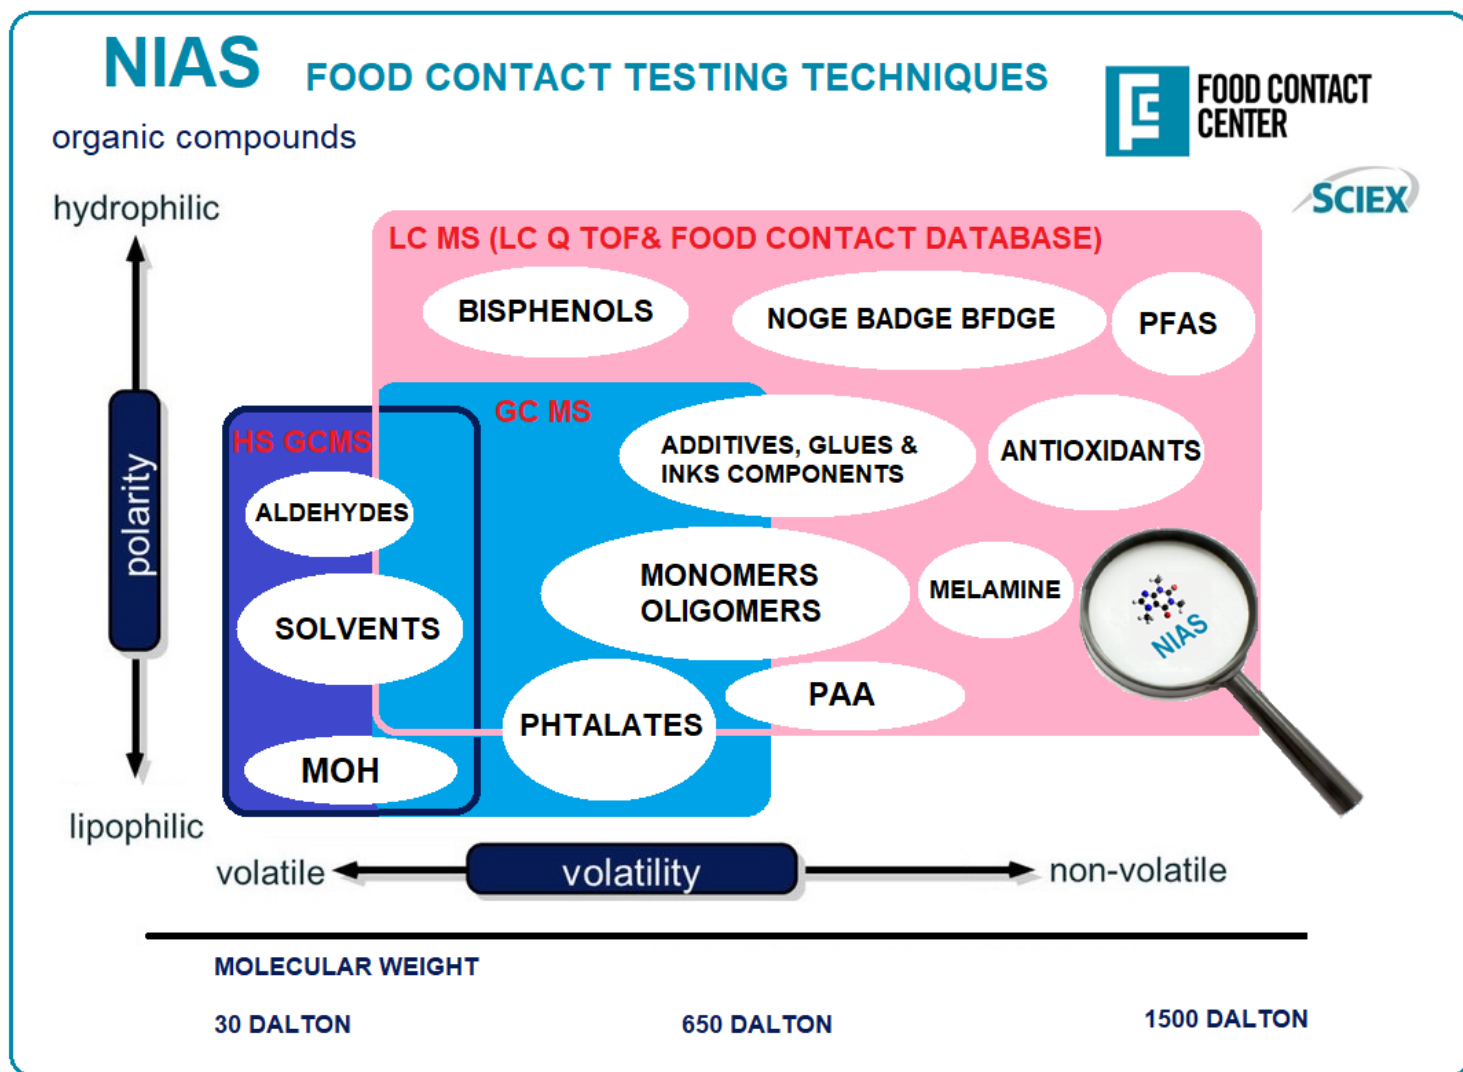 NIAS
FOOD CONTACT TESTING TECHNIQUES
FOOD CONTACT
CENTER
organic compounds
SCIEX
hydrophilic
LC MS (LC Q TOF& FOOD CONTACT DATABASE)
BISPHENOLS
NOGE BADGE BFDGE
PFAS
GC MS
HS GCMS
ADDITIVES, GLUES &
INKS COMPONENTS
ANTIOXIDANTS
ALDEHYDES
polarity
MONOMERS
OLIGOMERS
MELAMINE
NIAS
SOLVENTS
PAA
PHTALATES
MOH
lipophilic
volatile
volatility
non-volatile
MOLECULAR WEIGHT
30 DALTON
650 DALTON
1500 DALTON